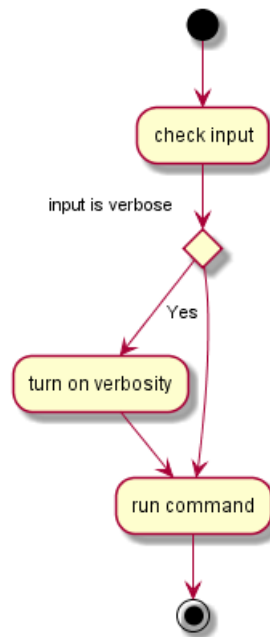 check input
input is verbose
Yes
turn on verbosity
run command